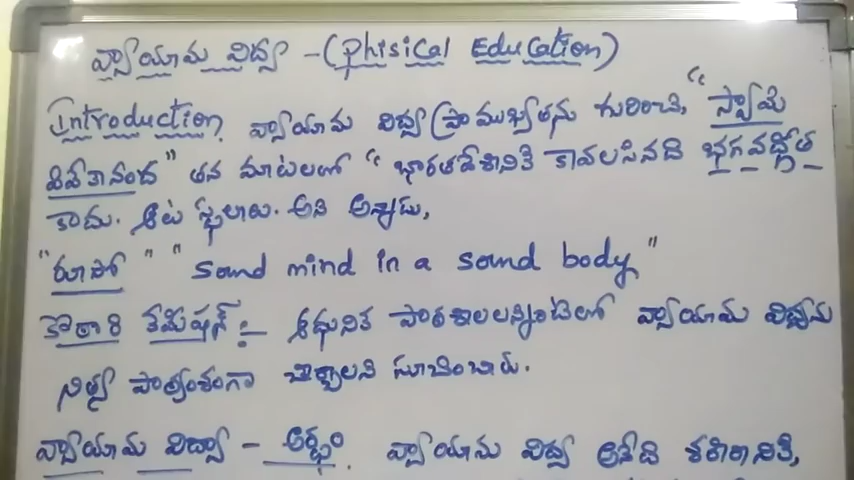 వ్యాయామ విద్య - (Phisical Education)
Introduction, వ్యాయామ విద్య ప్రాముఖ్యతను గురించి, "స్వామి
వివేకానంద" తన మాటలలో "భారతదేశానికి కావలసినది భగవద్గీత
కాదు. ఆట స్థలాలు. అని అన్నాడు,
"రూసో" "sound mind in a sound body"
కొఠారి కమీషన్ :- ఆధునిక పాఠశాలలన్నింటిలో వ్యాయామ విద్యను
నిత్య పాఠ్యంశంగా చేర్చాలని సూచించారు.
వ్యాయామ విద్యా - అర్థం. వ్యాయామ విద్య అనేది శరీరానికి,